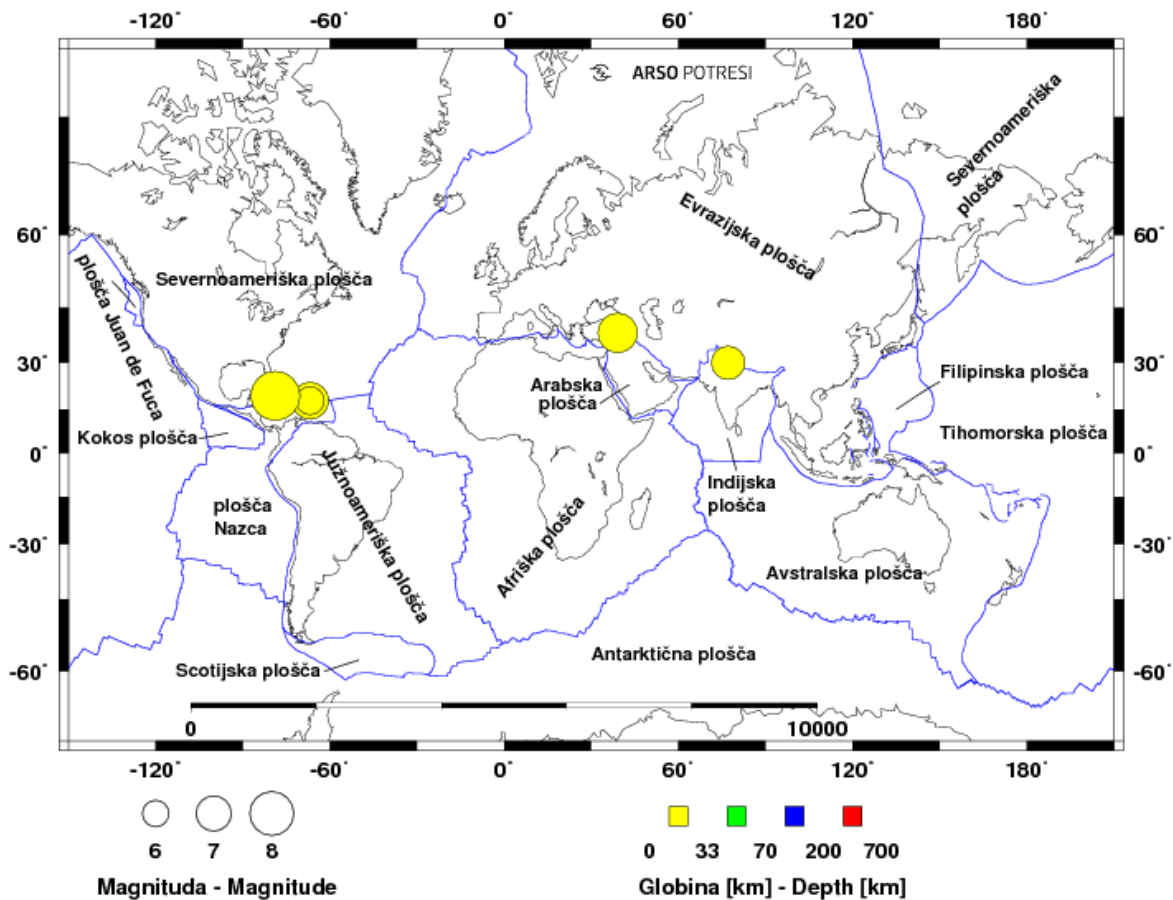 -120° -60° 0° 60° 120° 180°
ARSO POTRESI
Severnoameriška
plošča
Evrazijska plošča
60° 60°
Severnoameriška plošča
plošča Juan de Fuca
30° 30°
Arabska
plošča
Filipinska plošča
Kokos plošča
Tihomorska plošča
0° 0°
Južnoameriška plošča
Indijska
plošča
plošča
Nazca
Afriška plošča
-30° -30°
Avstralska plošča
Antarktična plošča
Scotijska plošča
-60° -60°
0 10000
-120° -60° 0° 60° 120° 180°
6 7 8
0 33 70 200 700
Magnituda - Magnitude
Globina [km] - Depth [km]